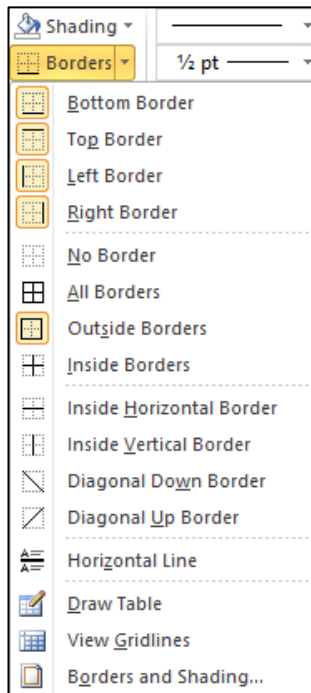 Shading
Borders ½ pt
Bottom Border
Top Border
Left Border
Right Border
No Border
All Borders
Outside Borders
Inside Borders
Inside Horizontal Border
Inside Vertical Border
Diagonal Down Border
Diagonal Up Border
Horizontal Line
Draw Table
View Gridlines
Borders and Shading...